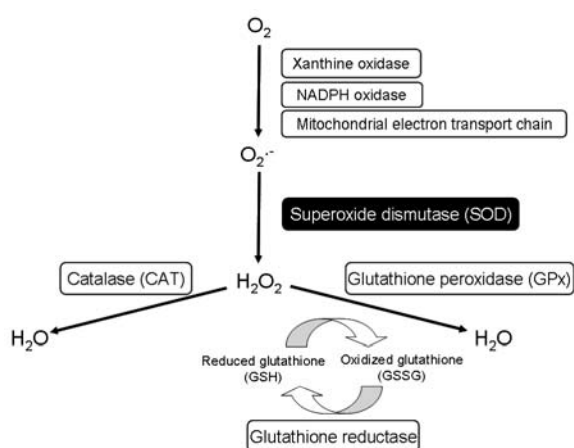 O₂
Xanthine oxidase
NADPH oxidase
Mitochondrial electron transport chain
O₂·⁻
Superoxide dismutase (SOD)
Catalase (CAT)
H₂O₂
Glutathione peroxidase (GPx)
H₂O
H₂O
Reduced glutathione
(GSH)
Oxidized glutathione
(GSSG)
Glutathione reductase